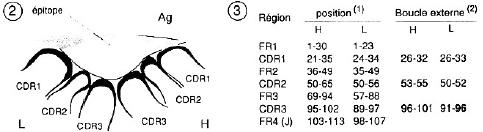 2
épitope
Ag
CDR1
CDR2
CDR3
CDR3
CDR2
CDR1
L
H
3
Région position (1) Boucle externe (2)
H L H L
FR1 1-30 1-23
CDR1 21-35 24-34 26-32 26-33
FR2 36-49 35-49
CDR2 50-65 50-56 53-55 50-52
FR3 69-94 57-88
CDR3 95-102 89-97 96-101 91-96
FR4 (J) 103-113 98-107